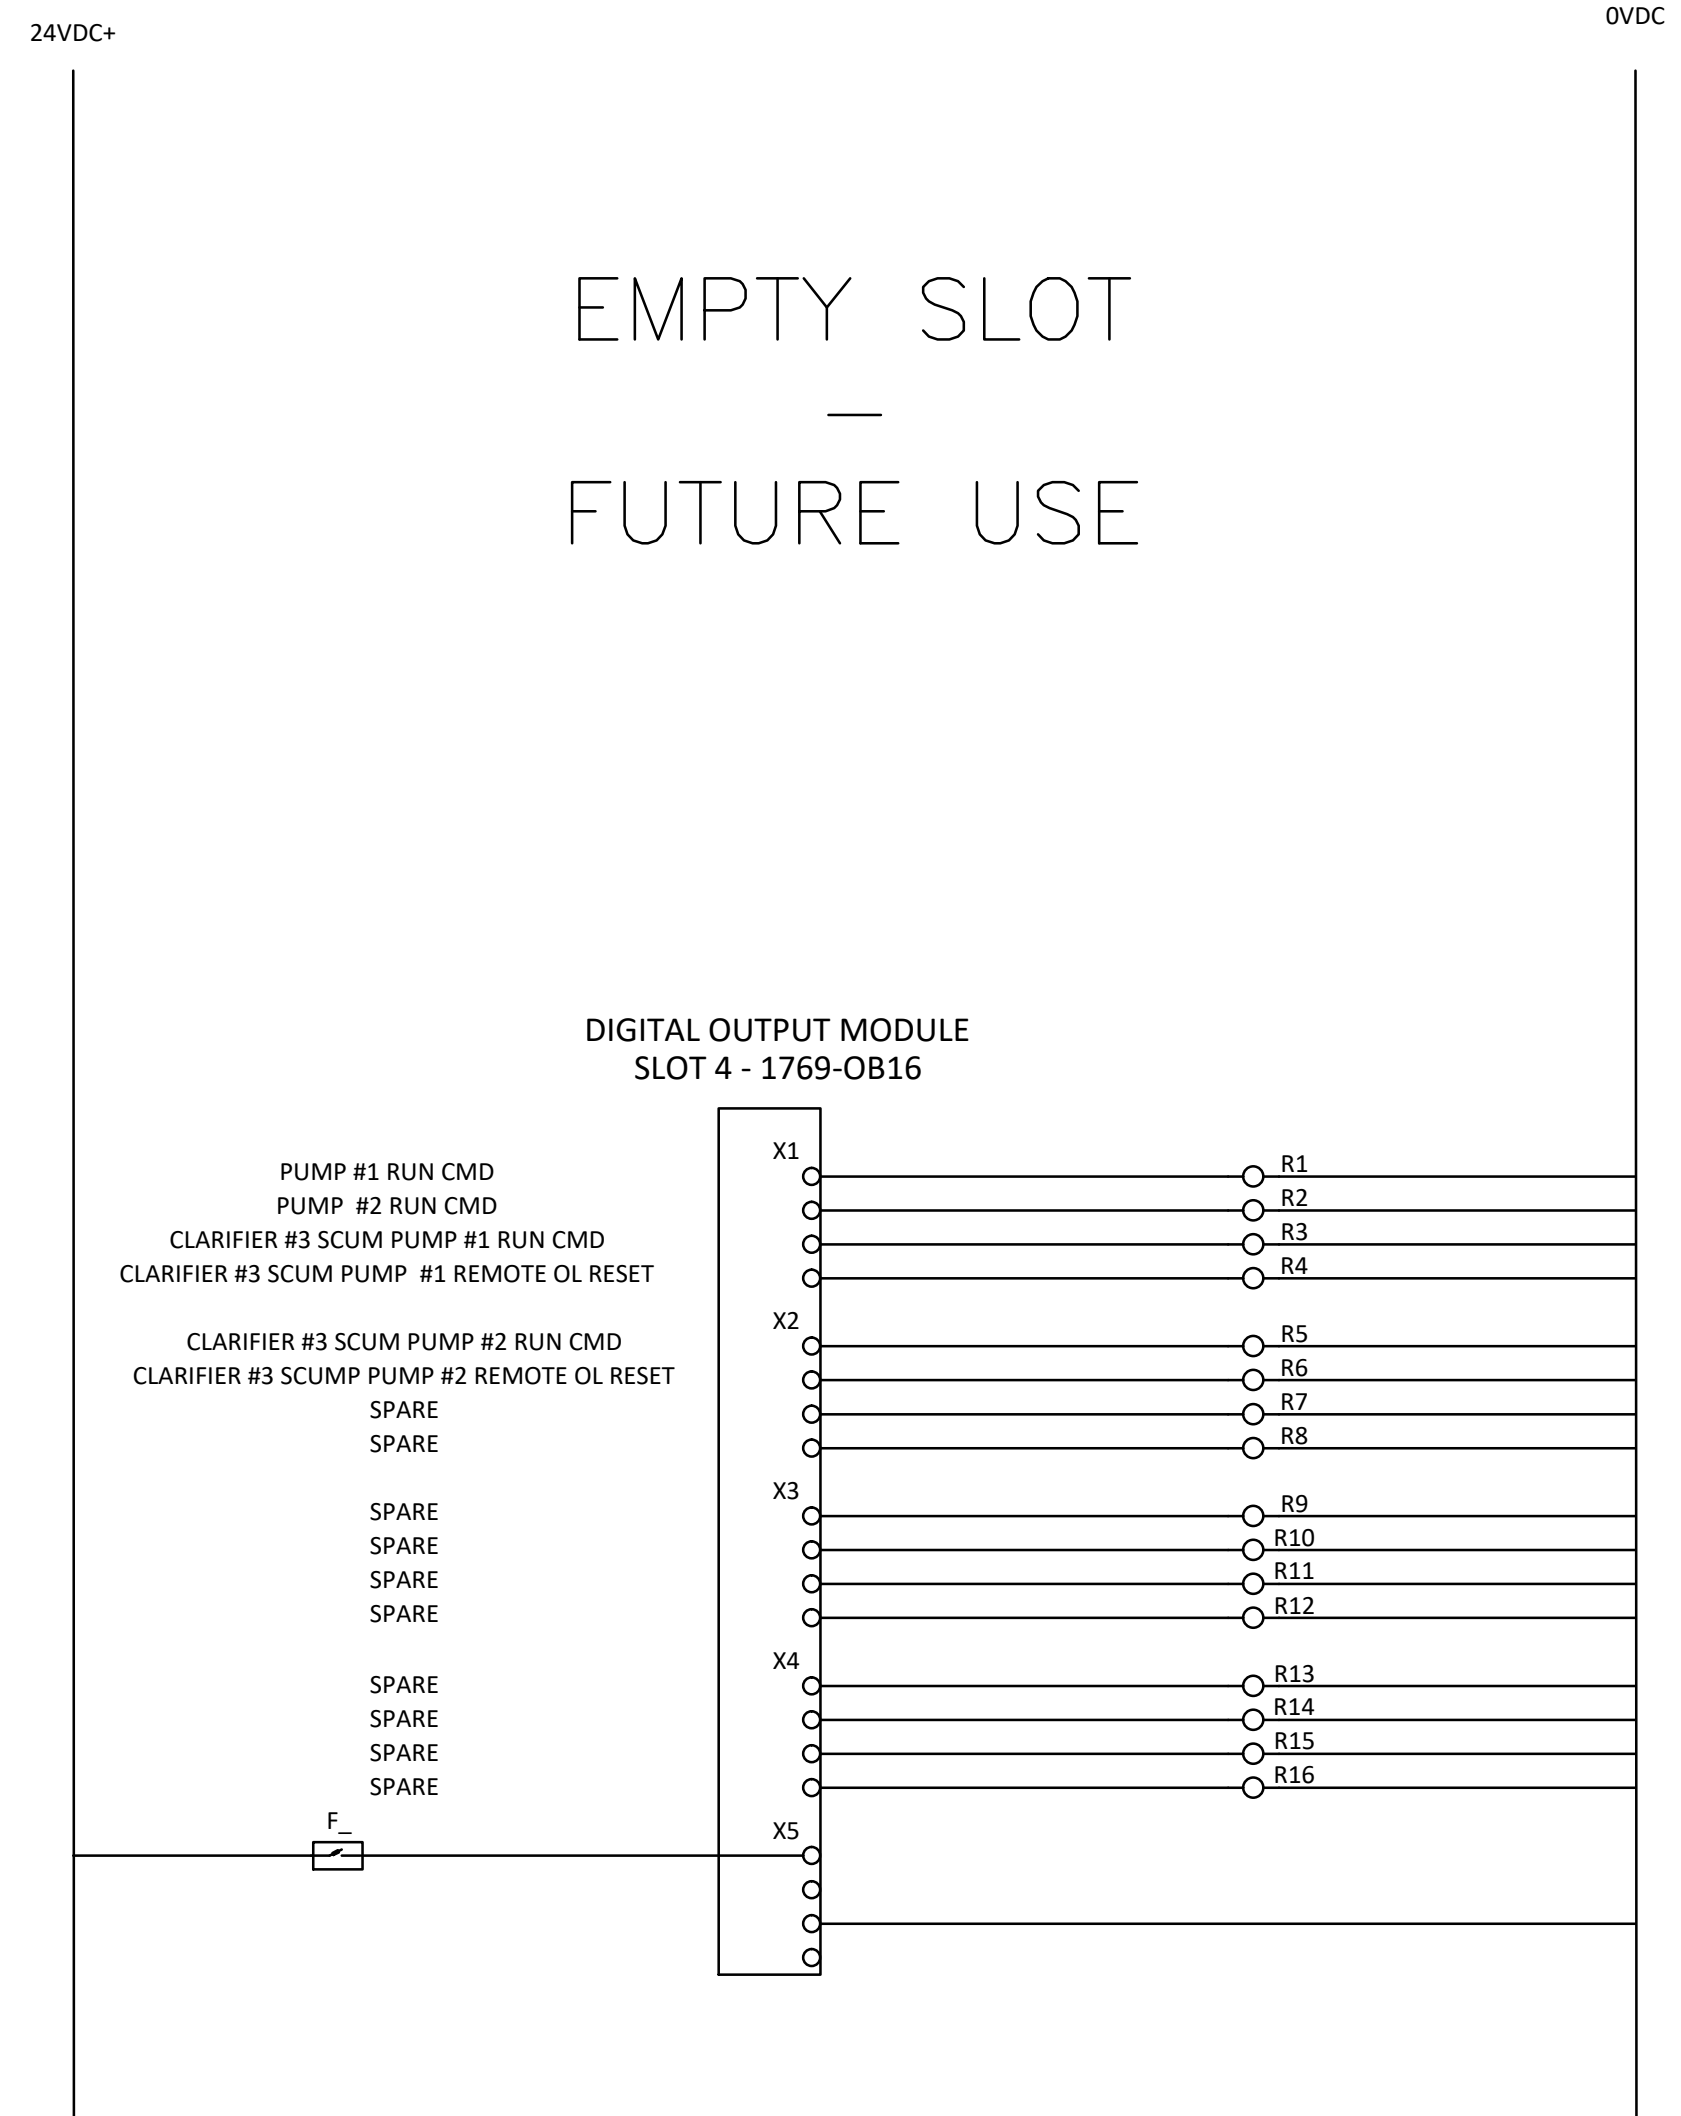 24VDC+
0VDC
EMPTY SLOT
–
FUTURE USE
DIGITAL OUTPUT MODULE
SLOT 4 - 1769-OB16
X1
PUMP #1 RUN CMD
R1
PUMP  #2 RUN CMD
R2
CLARIFIER #3 SCUM PUMP #1 RUN CMD
R3
CLARIFIER #3 SCUM PUMP  #1 REMOTE OL RESET
R4
X2
CLARIFIER #3 SCUM PUMP #2 RUN CMD
R5
CLARIFIER #3 SCUMP PUMP #2 REMOTE OL RESET
R6
SPARE
R7
SPARE
R8
X3
SPARE
R9
SPARE
R10
SPARE
R11
SPARE
R12
X4
SPARE
R13
SPARE
R14
SPARE
R15
SPARE
R16
F_
X5